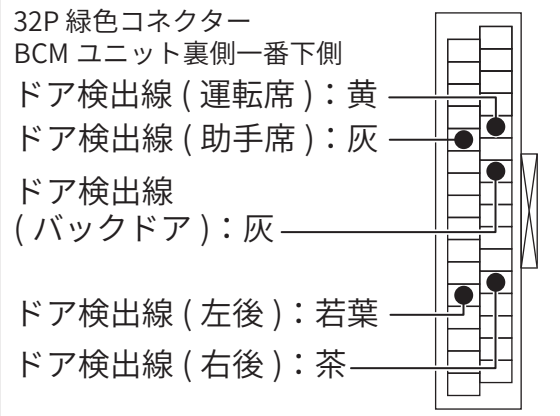 32P 緑色コネクター
BCM ユニット裏側一番下側
ドア検出線 ( 運転席 )：黄
ドア検出線 ( 助手席 )：灰
ドア検出線
( バックドア )：灰
ドア検出線 ( 左後 )：若葉
ドア検出線 ( 右後 )：茶